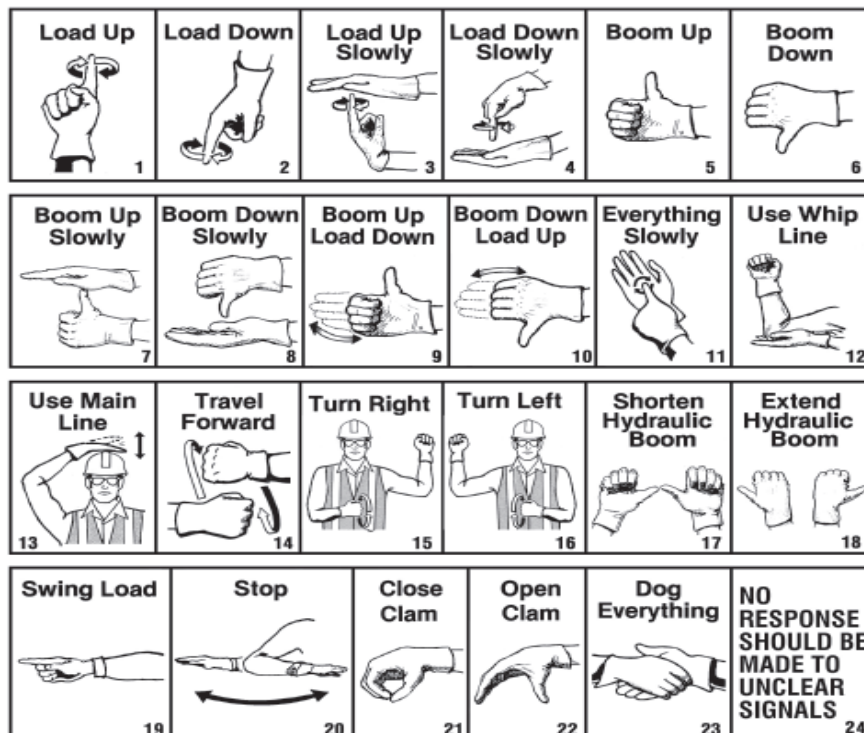 Load Up
1
Load Down
2
Load Up
Slowly
3
Load Down
Slowly
4
Boom Up
5
Boom
Down
6
Boom Up
Slowly
7
Boom Down
Slowly
8
Boom Up
Load Down
9
Boom Down
Load Up
10
Everything
Slowly
11
Use Whip
Line
12
Use Main
Line
13
Travel
Forward
14
Turn Right
15
Turn Left
16
Shorten
Hydraulic
Boom
17
Extend
Hydraulic
Boom
18
Swing Load
19
Stop
20
Close
Clam
21
Open
Clam
22
Dog
Everything
23
NO
RESPONSE
SHOULD BE
MADE TO
UNCLEAR
SIGNALS
24